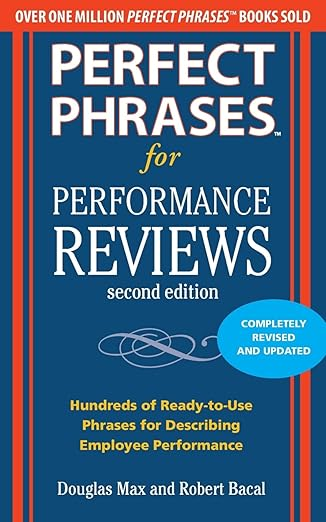 OVER ONE MILLION PERFECT PHRASES™ BOOKS SOLD
PERFECT
PHRASES™
for
PERFORMANCE
REVIEWS
second edition
COMPLETELY
REVISED
AND UPDATED
Hundreds of Ready-to-Use
Phrases for Describing
Employee Performance
Douglas Max and Robert Bacal